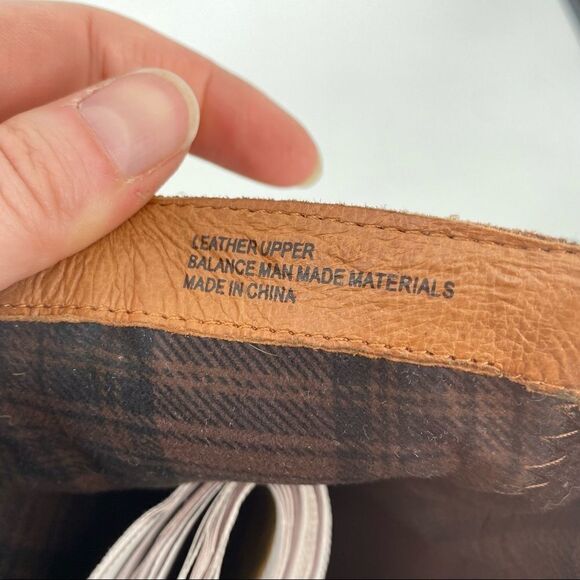 LEATHER UPPER
BALANCE MAN MADE MATERIALS
MADE IN CHINA